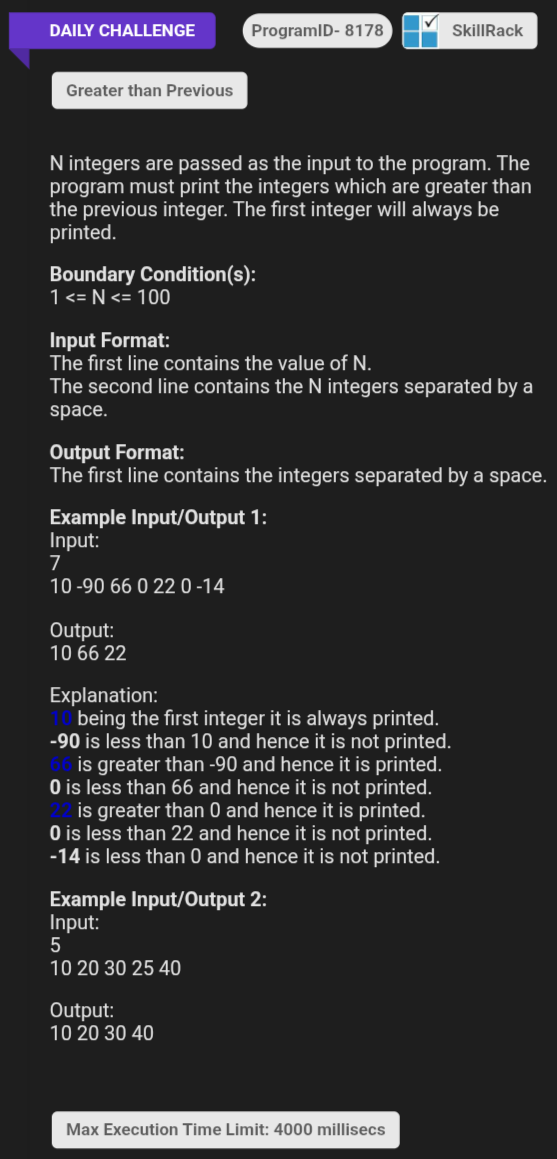 DAILY CHALLENGE
ProgramID- 8178
SkillRack
Greater than Previous
N integers are passed as the input to the program. The
program must print the integers which are greater than
the previous integer. The first integer will always be
printed.
Boundary Condition(s):
1 <= N <= 100
Input Format:
The first line contains the value of N.
The second line contains the N integers separated by a
space.
Output Format:
The first line contains the integers separated by a space.
Example Input/Output 1:
Input:
7
10 -90 66 0 22 0 -14
Output:
10 66 22
Explanation:
10 being the first integer it is always printed.
-90 is less than 10 and hence it is not printed.
66 is greater than -90 and hence it is printed.
0 is less than 66 and hence it is not printed.
22 is greater than 0 and hence it is printed.
0 is less than 22 and hence it is not printed.
-14 is less than 0 and hence it is not printed.
Example Input/Output 2:
Input:
5
10 20 30 25 40
Output:
10 20 30 40
Max Execution Time Limit: 4000 millisecs